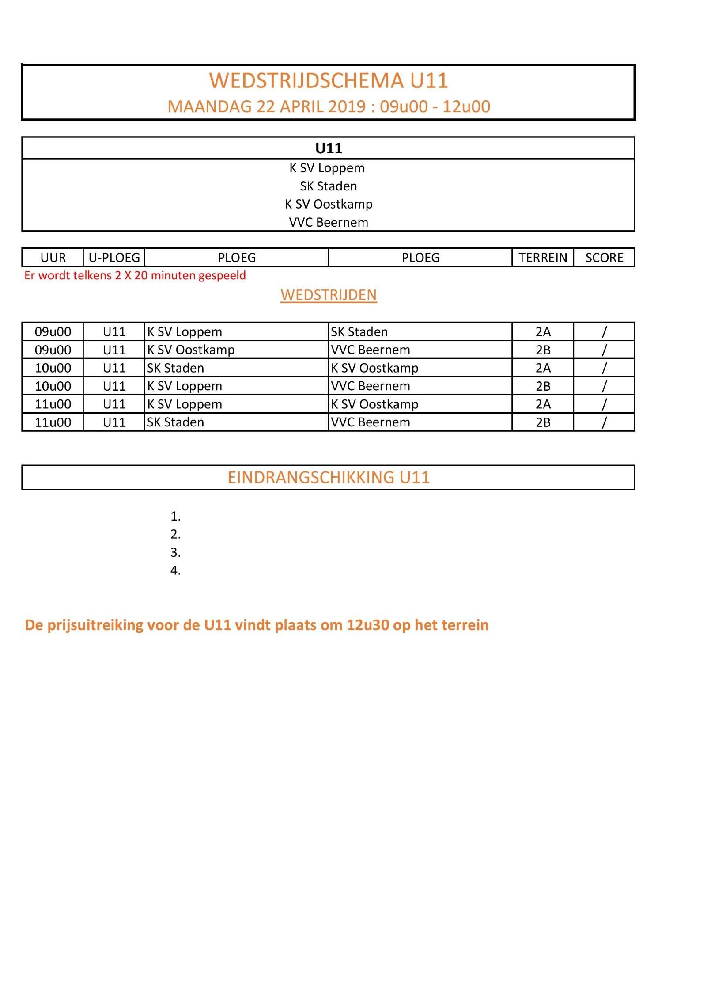 WEDSTRIJDSCHEMA U11
MAANDAG 22 APRIL 2019 : 09u00 - 12u00
U11
K SV Loppem
SK Staden
K SV Oostkamp
VVC Beernem
UUR U-PLOEG PLOEG PLOEG TERREIN SCORE
Er wordt telkens 2 X 20 minuten gespeeld
WEDSTRIJDEN
09u00 U11 K SV Loppem SK Staden 2A /
09u00 U11 K SV Oostkamp VVC Beernem 2B /
10u00 U11 SK Staden K SV Oostkamp 2A /
10u00 U11 K SV Loppem VVC Beernem 2B /
11u00 U11 K SV Loppem K SV Oostkamp 2A /
11u00 U11 SK Staden VVC Beernem 2B /
EINDRANGSCHIKKING U11
1.
2.
3.
4.
De prijsuitreiking voor de U11 vindt plaats om 12u30 op het terrein